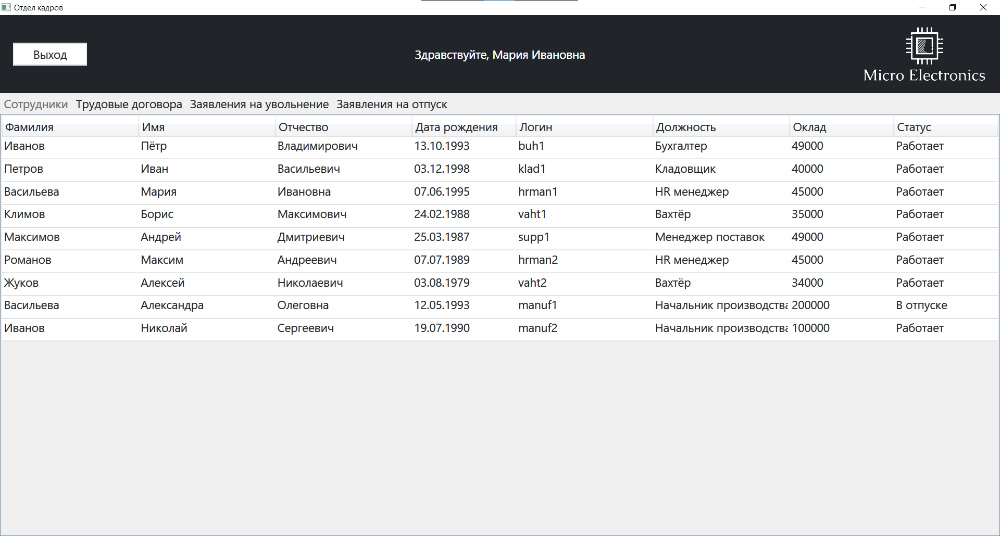 Отдел кадров
Выход
Здравствуйте, Мария Ивановна
Micro Electronics
Сотрудники Трудовые договора Заявления на увольнение Заявления на отпуск
Фамилия Имя Отчество Дата рождения Логин Должность Оклад Статус
Иванов Пётр Владимирович 13.10.1993 buh1 Бухгалтер 49000 Работает
Петров Иван Васильевич 03.12.1998 klad1 Кладовщик 40000 Работает
Васильева Мария Ивановна 07.06.1995 hrman1 HR менеджер 45000 Работает
Климов Борис Максимович 24.02.1988 vaht1 Вахтёр 35000 Работает
Максимов Андрей Дмитриевич 25.03.1987 supp1 Менеджер поставок 49000 Работает
Романов Максим Андреевич 07.07.1989 hrman2 HR менеджер 45000 Работает
Жуков Алексей Николаевич 03.08.1979 vaht2 Вахтёр 34000 Работает
Васильева Александра Олеговна 12.05.1993 manuf1 Начальник производства 200000 В отпуске
Иванов Николай Сергеевич 19.07.1990 manuf2 Начальник производства 100000 Работает